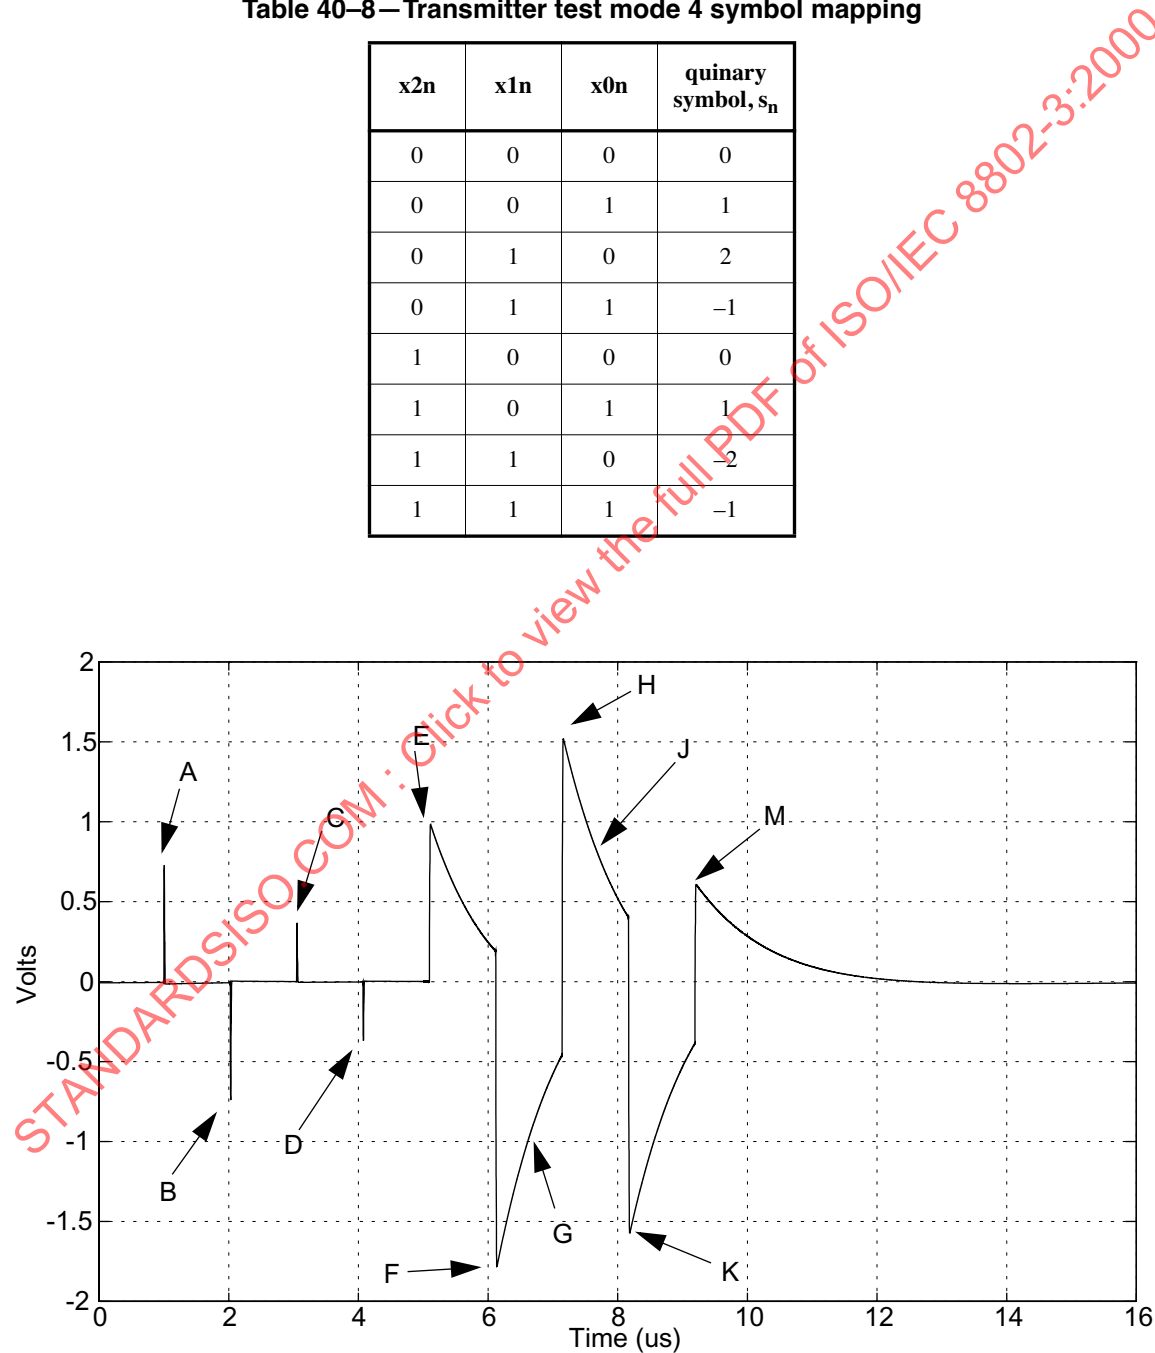 Table 40–8—Transmitter test mode 4 symbol mapping
x2n x1n x0n quinary symbol, sn
0 0 0 0
0 0 1 1
0 1 0 2
0 1 1 –1
1 0 0 0
1 0 1 1
1 1 0 –2
1 1 1 –1
STANDARDSISO.COM : Click to view the full PDF of ISO/IEC 8802-3:2000
2
1.5
1
0.5
0
-0.5
-1
-1.5
-2
Volts
A
B
C
D
E
F
G
H
J
K
M
0 2 4 6 8 10 12 14 16
Time (us)